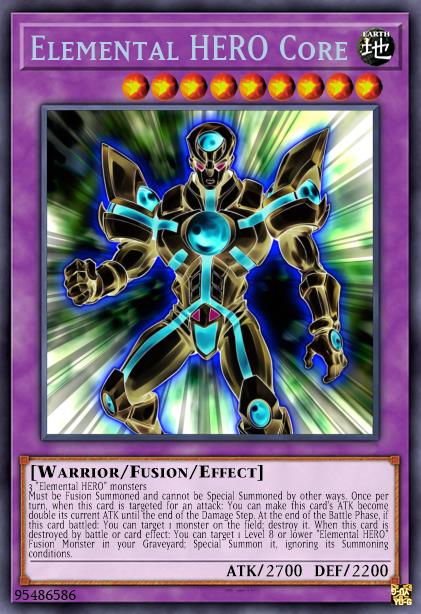 ELEMENTAL HERO CORE
EARTH
地
[WARRIOR/FUSION/EFFECT]
3 "Elemental HERO" monsters
Must be Fusion Summoned and cannot be Special Summoned by other ways. Once per
turn, when this card is targeted for an attack: You can make this card's ATK become
double its current ATK until the end of the Damage Step. At the end of the Battle Phase, if
this card battled: You can target 1 monster on the field; destroy it. When this card is
destroyed by battle or card effect: You can target 1 Level 8 or lower "Elemental HERO"
Fusion Monster in your Graveyard; Special Summon it, ignoring its Summoning
conditions.
ATK/2700 DEF/2200
95486586